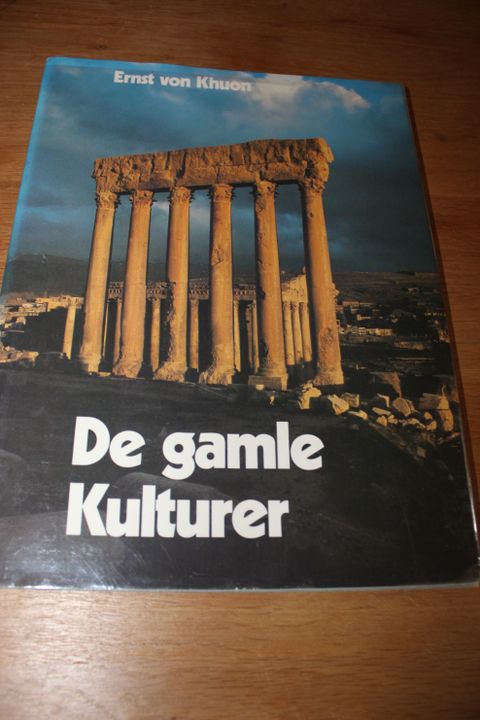 Ernst von Khuon
De gamle
Kulturer